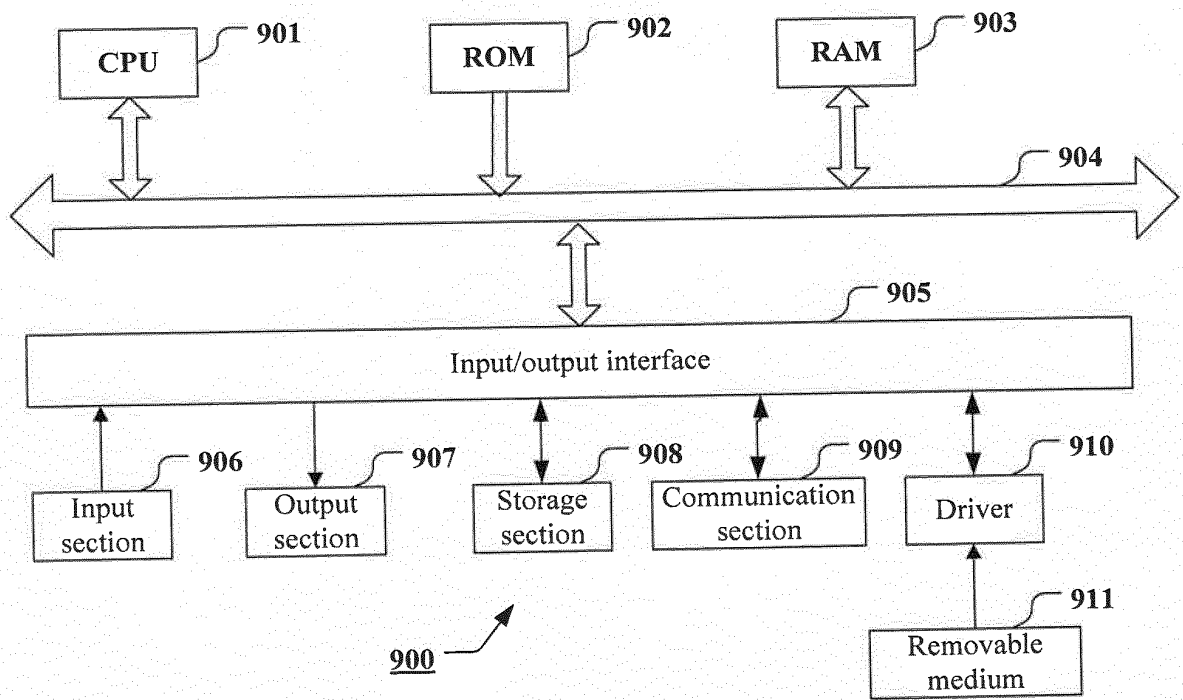 901
902
903
CPU
ROM
RAM
904
905
Input/output interface
906
907
908
909
910
Input
section
Output
section
Storage
section
Communication
section
Driver
911
900
Removable
medium